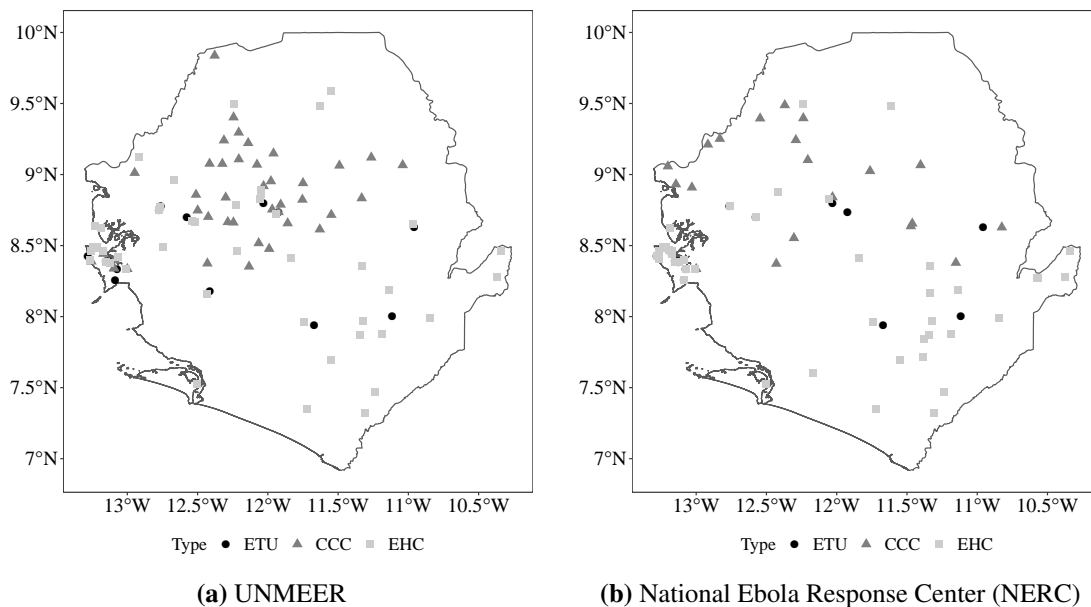 10°N
9.5°N
9°N
8.5°N
8°N
7.5°N
7°N
13°W 12.5°W 12°W 11.5°W 11°W 10.5°W
Type ETU CCC EHC
(a) UNMEER
10°N
9.5°N
9°N
8.5°N
8°N
7.5°N
7°N
13°W 12.5°W 12°W 11.5°W 11°W 10.5°W
Type ETU CCC EHC
(b) National Ebola Response Center (NERC)